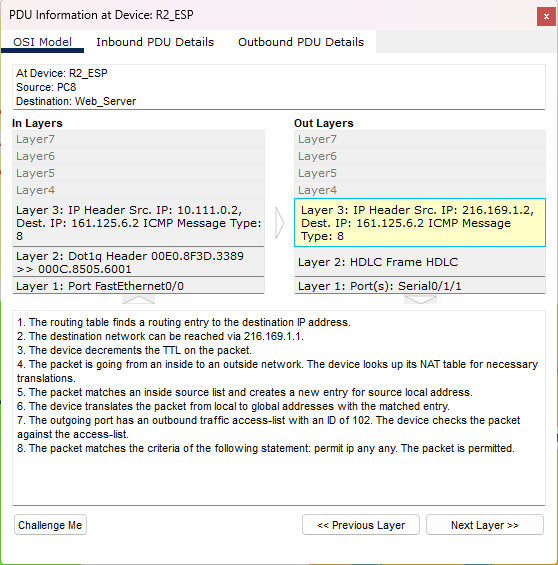 PDU Information at Device: R2_ESP
x
OSI Model Inbound PDU Details Outbound PDU Details
At Device: R2_ESP
Source: PC8
Destination: Web_Server
In Layers
Layer7
Layer6
Layer5
Layer4
Layer 3: IP Header Src. IP: 10.111.0.2,
Dest. IP: 161.125.6.2 ICMP Message Type:
8
Layer 2: Dot1q Header 00E0.8F3D.3389
>> 000C.8505.6001
Layer 1: Port FastEthernet0/0
Out Layers
Layer7
Layer6
Layer5
Layer4
Layer 3: IP Header Src. IP: 216.169.1.2,
Dest. IP: 161.125.6.2 ICMP Message
Type: 8
Layer 2: HDLC Frame HDLC
Layer 1: Port(s): Serial0/1/1
1. The routing table finds a routing entry to the destination IP address.
2. The destination network can be reached via 216.169.1.1.
3. The device decrements the TTL on the packet.
4. The packet is going from an inside to an outside network. The device looks up its NAT table for necessary
translations.
5. The packet matches an inside source list and creates a new entry for source local address.
6. The device translates the packet from local to global addresses with the matched entry.
7. The outgoing port has an outbound traffic access-list with an ID of 102. The device checks the packet
against the access-list.
8. The packet matches the criteria of the following statement: permit ip any any. The packet is permitted.
Challenge Me << Previous Layer Next Layer >>